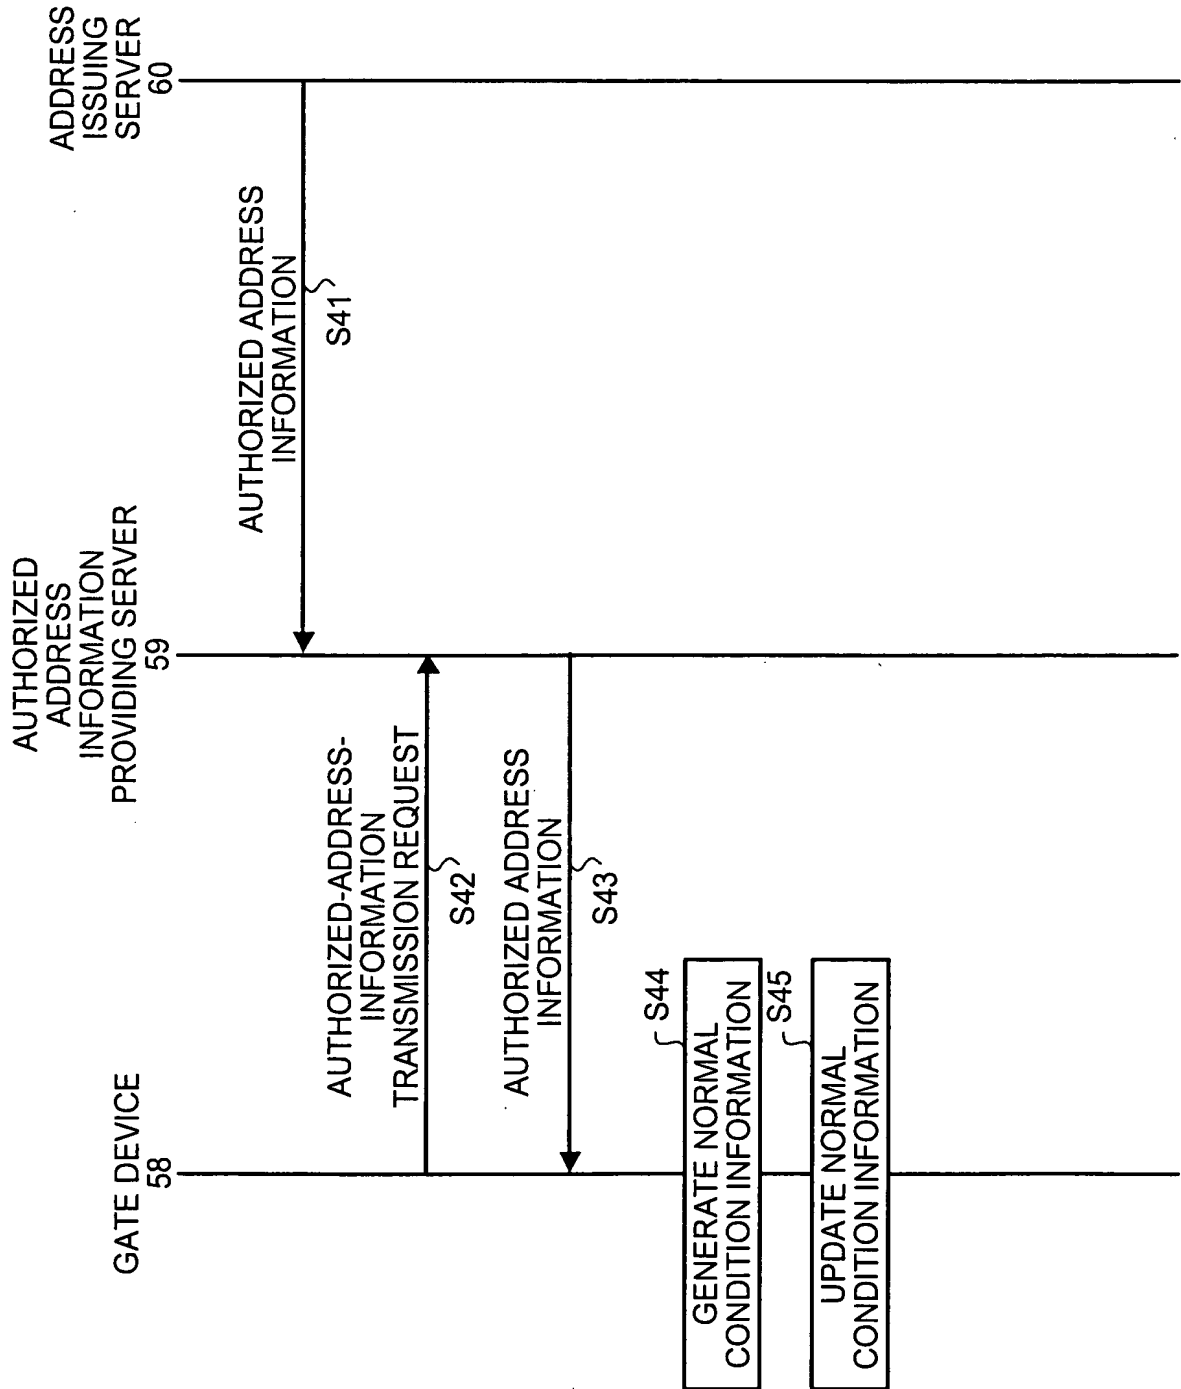 GATE DEVICE
58
AUTHORIZED
ADDRESS
INFORMATION
PROVIDING SERVER
59
ADDRESS
ISSUING
SERVER
60
AUTHORIZED ADDRESS
INFORMATION
S41
AUTHORIZED-ADDRESS-
INFORMATION
TRANSMISSION REQUEST
S42
AUTHORIZED ADDRESS
INFORMATION
S43
S44
GENERATE NORMAL
CONDITION INFORMATION
S45
UPDATE NORMAL
CONDITION INFORMATION